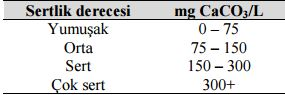 Sertlik derecesi mg CaCO₃/L
Yumuşak 0 – 75
Orta 75 – 150
Sert 150 – 300
Çok sert 300+